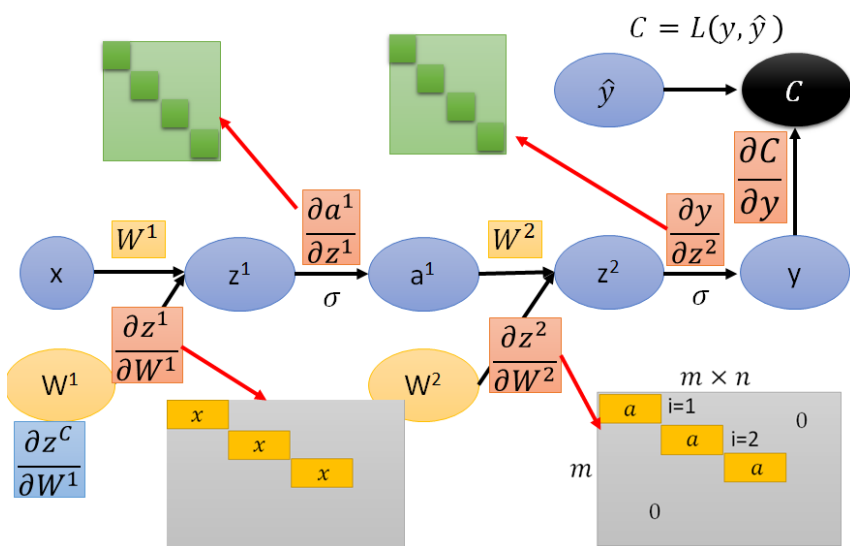 C = L(y, ŷ)
ŷ
C
∂C/∂y
∂a¹/∂z¹
∂y/∂z²
W¹
W²
x
z¹
a¹
z²
y
σ
σ
∂z¹/∂W¹
∂z²/∂W²
W¹
W²
m × n
∂z^C/∂W¹
x
x
x
a
i=1
a
i=2
a
0
m
0